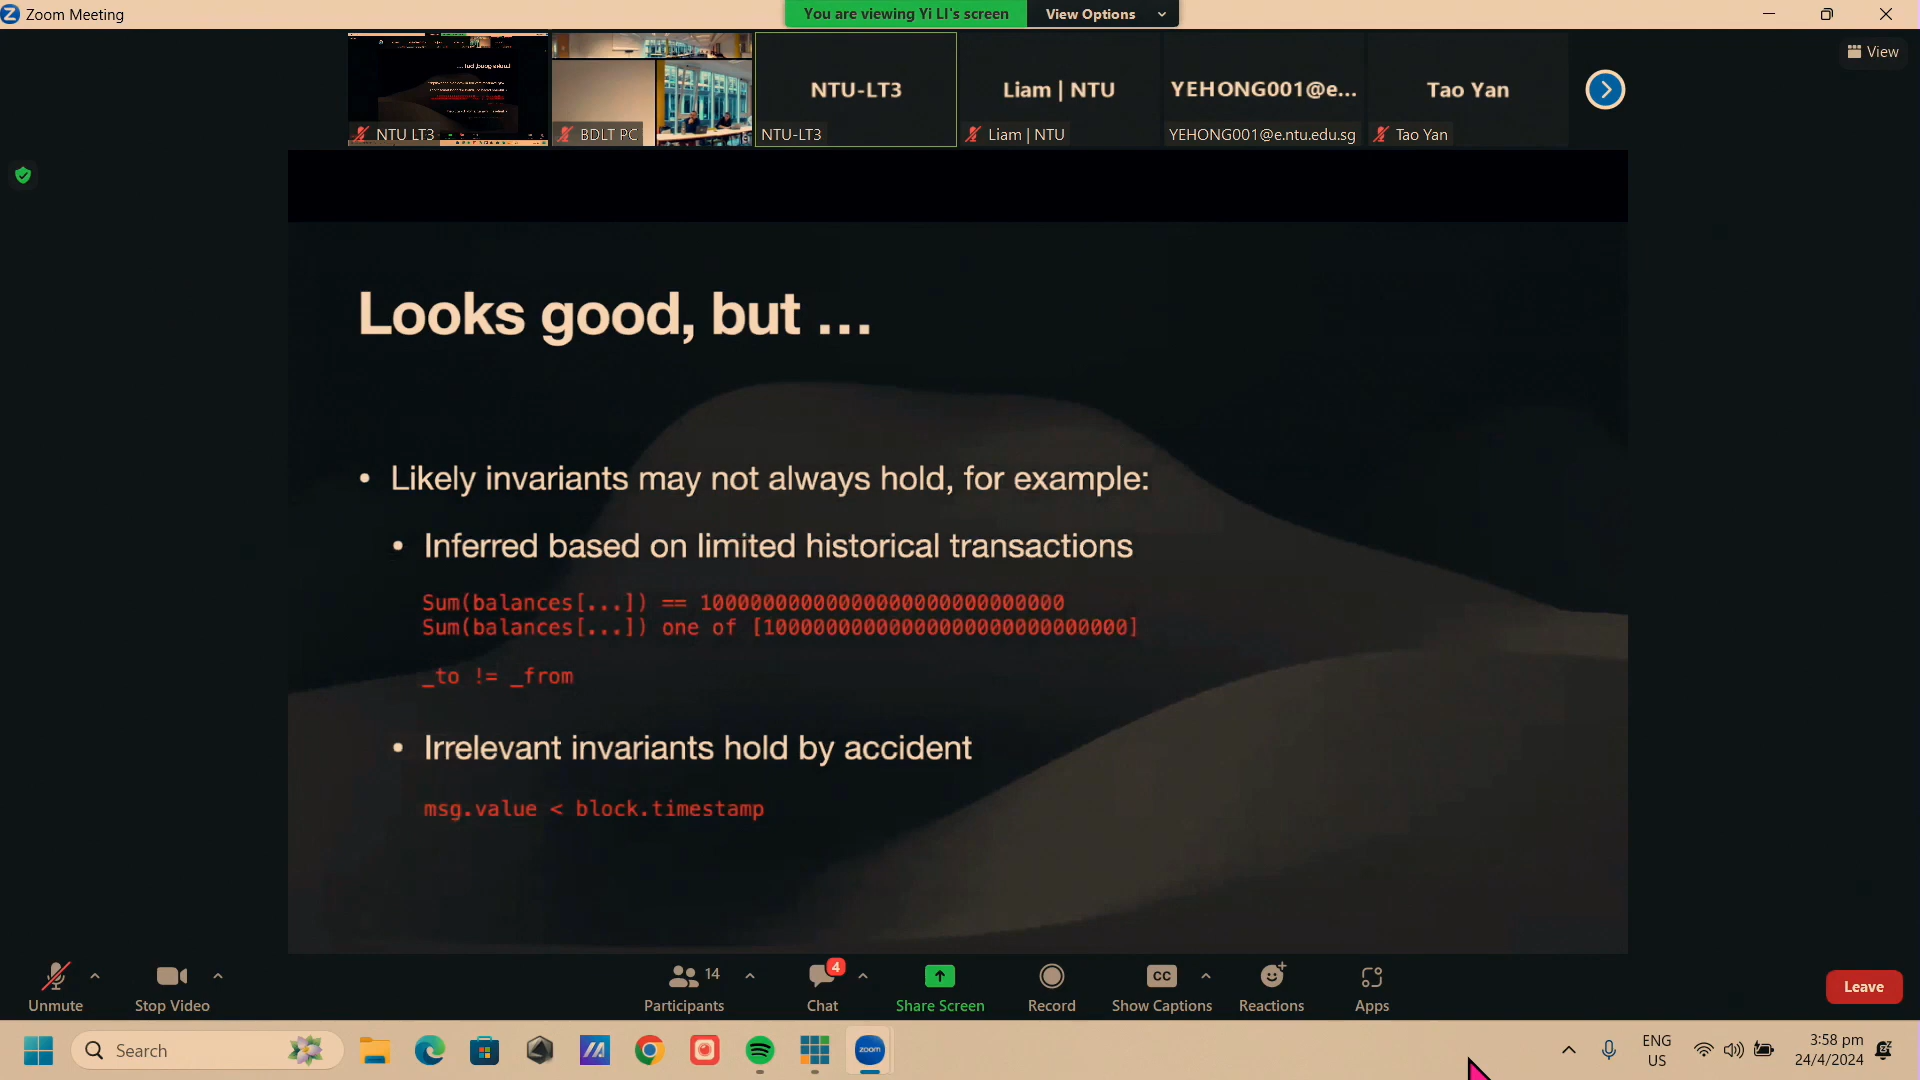 Zoom Meeting
You are viewing Yi LI's screen
View Options
View
NTU LT3
BDLT PC
NTU-LT3
NTU-LT3
Liam | NTU
Liam | NTU
YEHONG001@e...
YEHONG001@e.ntu.edu.sg
Tao Yan
Tao Yan
Looks good, but ...
• Likely invariants may not always hold, for example:
• Inferred based on limited historical transactions
Sum(balances[...]) == 10000000000000000000000000000
Sum(balances[...]) one of [10000000000000000000000000000]
_to != _from
• Irrelevant invariants hold by accident
msg.value < block.timestamp
Unmute
Stop Video
14
Participants
4
Chat
Share Screen
Record
CC
Show Captions
Reactions
Apps
Leave
Search
zoom
ENG
US
3:58 pm
24/4/2024